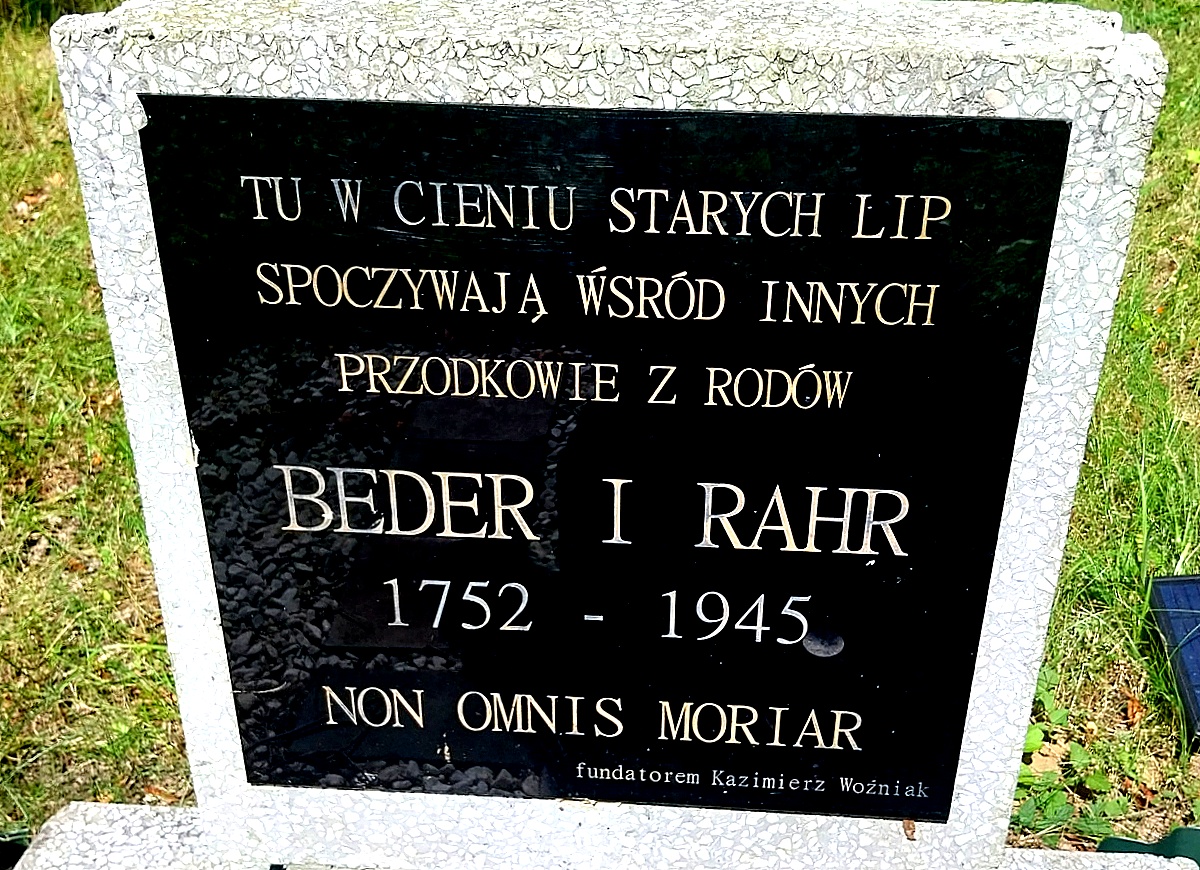 TU W CIENIU STARYCH LIP
SPOCZYWAJĄ WŚRÓD INNYCH
PRZODKOWIE Z RODÓW
BEDER I RAHR
1752 - 1945
NON OMNIS MORIAR
fundatorem Kazimierz Woźniak